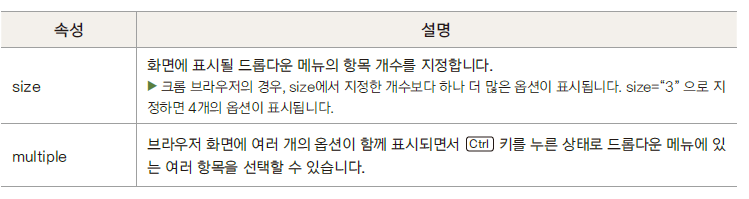 속성 설명
size
화면에 표시될 드롭다운 메뉴의 항목 개수를 지정합니다.
▶ 크롬 브라우저의 경우, size에서 지정한 개수보다 하나 더 많은 옵션이 표시됩니다. size=“3” 으로 지
정하면 4개의 옵션이 표시됩니다.
multiple
브라우저 화면에 여러 개의 옵션이 함께 표시되면서 Ctrl 키를 누른 상태로 드롭다운 메뉴에 있
는 여러 항목을 선택할 수 있습니다.